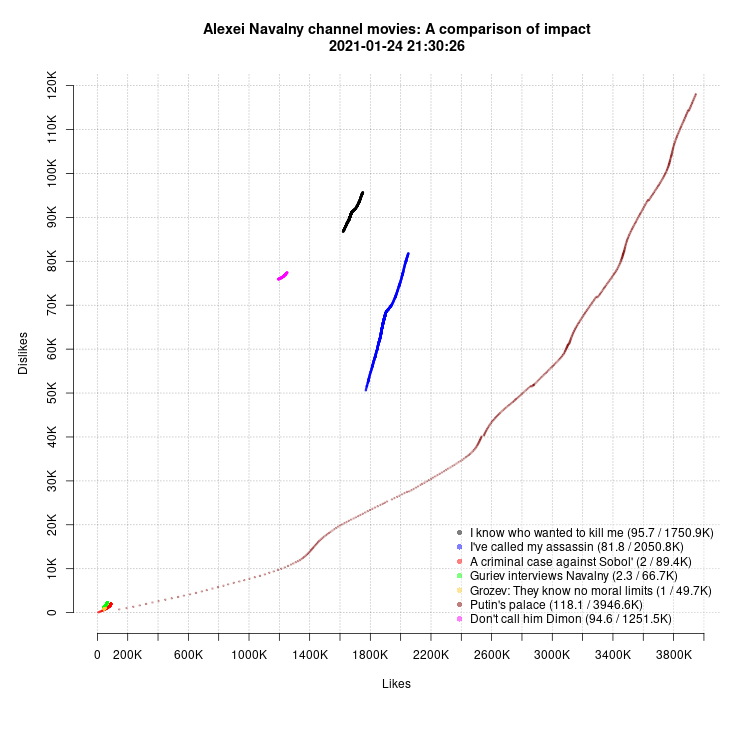 Alexei Navalny channel movies: A comparison of impact
2021-01-24 21:30:26
120K
110K
100K
90K
80K
70K
60K
50K
40K
30K
20K
10K
0
Dislikes
I know who wanted to kill me (95.7 / 1750.9K)
I've called my assassin (81.8 / 2050.8K)
A criminal case against Sobol' (2 / 89.4K)
Guriev interviews Navalny (2.3 / 66.7K)
Grozev: They know no moral limits (1 / 49.7K)
Putin's palace (118.1 / 3946.6K)
Don't call him Dimon (94.6 / 1251.5K)
0 200K 600K 1000K 1400K 1800K 2200K 2600K 3000K 3400K 3800K
Likes